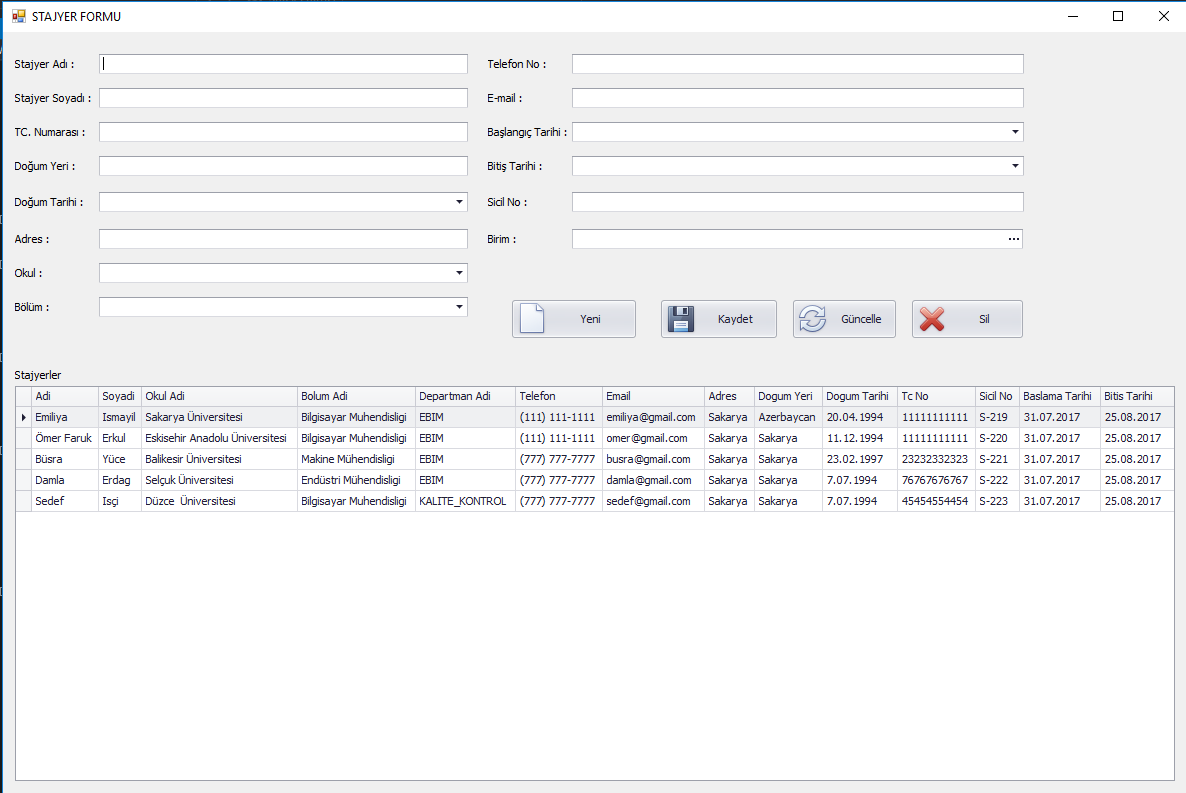 STAJYER FORMU
Stajyer Adı : Telefon No :
Stajyer Soyadı : E-mail :
TC. Numarası : Başlangıç Tarihi :
Doğum Yeri : Bitiş Tarihi :
Doğum Tarihi : Sicil No :
Adres : Birim : ...
Okul :
Bölüm :
Yeni Kaydet Güncelle Sil
Stajyerler
Adi Soyadi Okul Adi Bolum Adi Departman Adi Telefon Email Adres Dogum Yeri Dogum Tarihi Tc No Sicil No Baslama Tarihi Bitis Tarihi
Emiliya Ismayil Sakarya Üniversitesi Bilgisayar Muhendisligi EBIM (111) 111-1111 emiliya@gmail.com Sakarya Azerbaycan 20.04.1994 11111111111 S-219 31.07.2017 25.08.2017
Ömer Faruk Erkul Eskisehir Anadolu Üniversitesi Bilgisayar Muhendisligi EBIM (111) 111-1111 omer@gmail.com Sakarya Sakarya 11.12.1994 11111111111 S-220 31.07.2017 25.08.2017
Büsra Yüce Balikesir Üniversitesi Makine Mühendisligi EBIM (777) 777-7777 busra@gmail.com Sakarya Sakarya 23.02.1997 23232332323 S-221 31.07.2017 25.08.2017
Damla Erdag Selçuk Üniversitesi Endüstri Mühendisligi EBIM (777) 777-7777 damla@gmail.com Sakarya Sakarya 7.07.1994 76767676767 S-222 31.07.2017 25.08.2017
Sedef Isçi Düzce  Üniversitesi Bilgisayar Muhendisligi KALITE_KONTROL (777) 777-7777 sedef@gmail.com Sakarya Sakarya 7.07.1994 45454554454 S-223 31.07.2017 25.08.2017